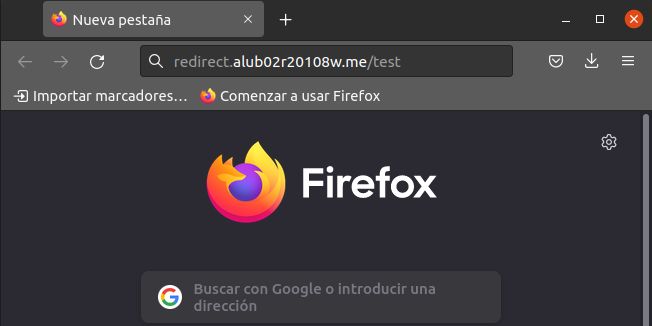 Nueva pestaña
redirect.alub02r20108w.me/test
Importar marcadores… Comenzar a usar Firefox
Firefox
Buscar con Google o introducir una
dirección